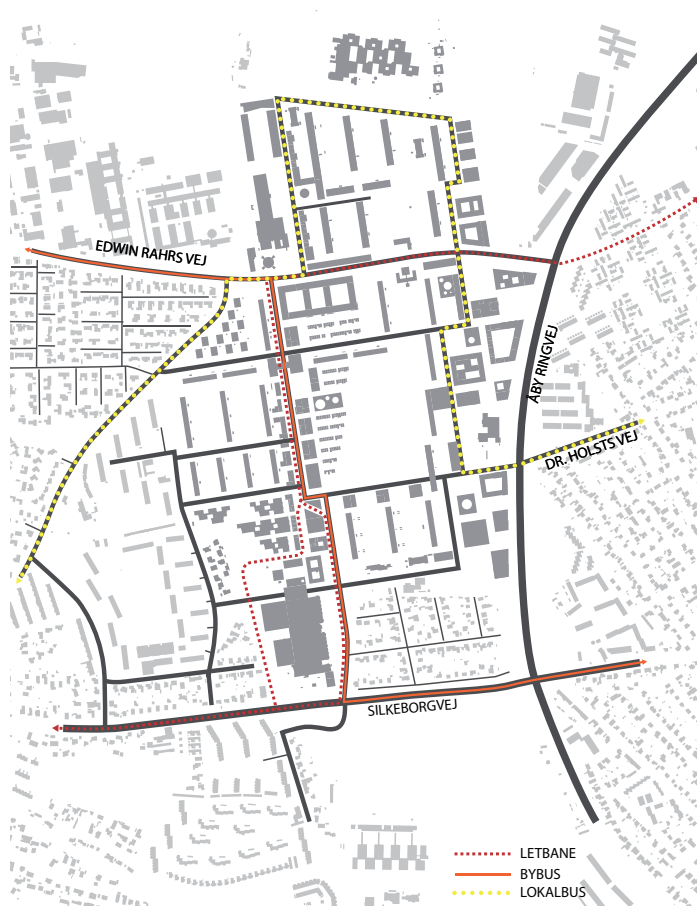 EDWIN RAHRS VEJ
ÅBY RINGVEJ
DR. HOLSTS VEJ
SILKEBORGVEJ
LETBANE
BYBUS
LOKALBUS